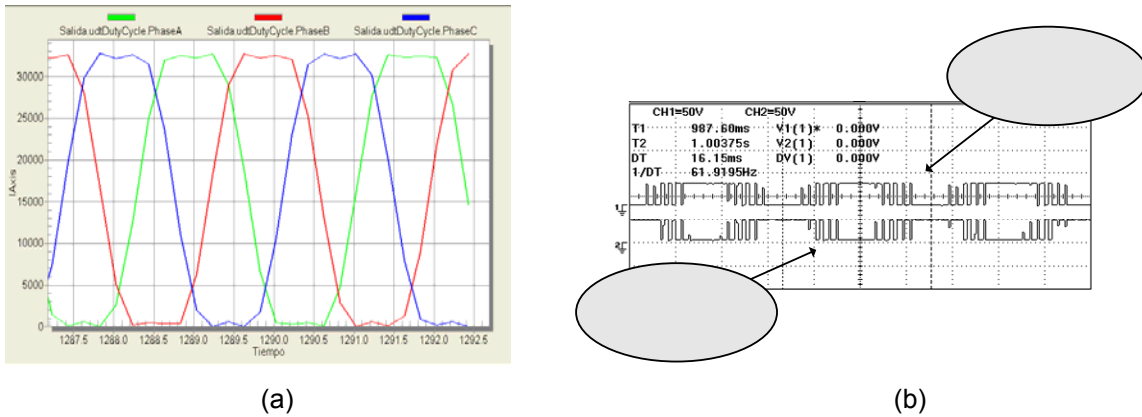 Salida.udtDutyCycle.PhaseA Salida.udtDutyCycle.PhaseB Salida.udtDutyCycle.PhaseC
IAxis
30000
25000
20000
15000
10000
5000
0
1287.5 1288.0 1288.5 1289.0 1289.5 1290.0 1290.5 1291.0 1291.5 1292.0 1292.5
Tiempo
(a)
CH1=50V CH2=50V
T1 987.60ms V1(1)* 0.000V
T2 1.00375s V2(1) 0.000V
DT 16.15ms DV(1) 0.000V
1/DT 61.9195Hz
1
2
(b)